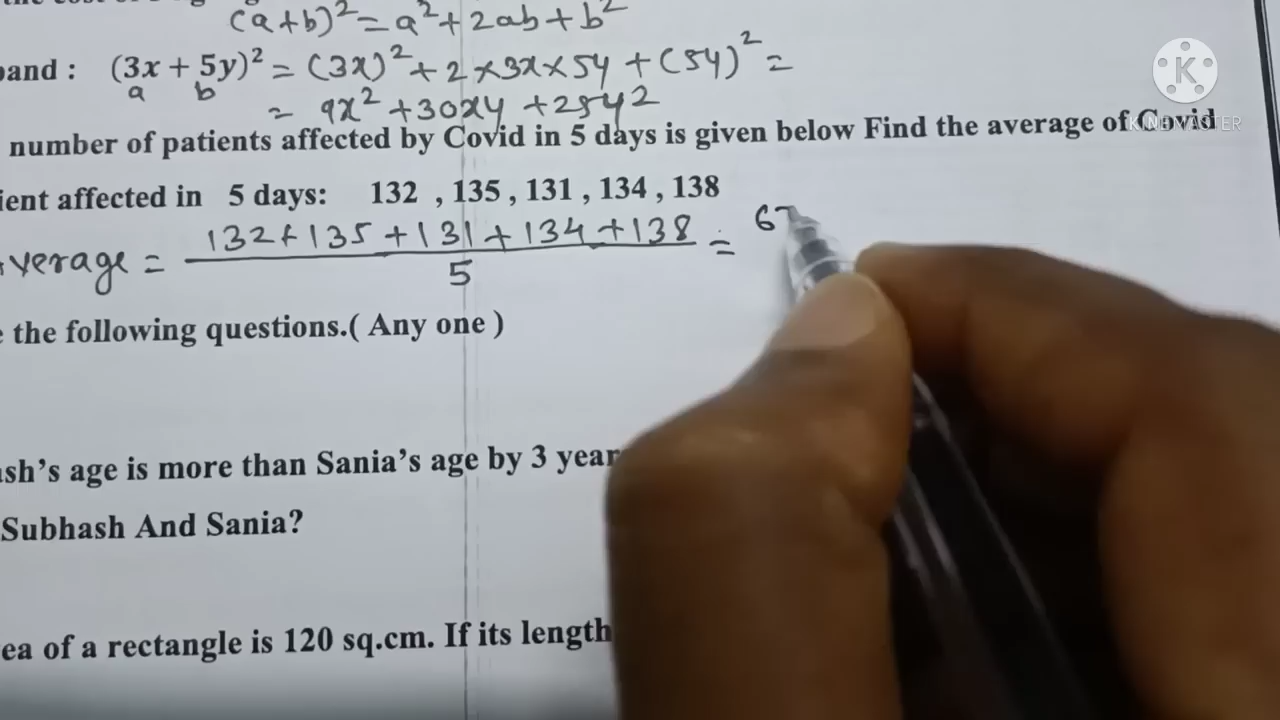 (a+b)² = a² + 2ab + b²
pand : (3x + 5y)² = (3x)² + 2 × 3x × 5y + (5y)² =
a b
= 9x² + 30xy + 25y2
number of patients affected by Covid in 5 days is given below Find the average of Covid
ient affected in 5 days: 132 , 135 , 131 , 134 , 138
verage = 132 + 135 + 131 + 134 + 138 = 67
5
the following questions.( Any one )
sh's age is more than Sania's age by 3 year
Subhash And Sania?
ea of a rectangle is 120 sq.cm. If its length
K
KINEMASTER